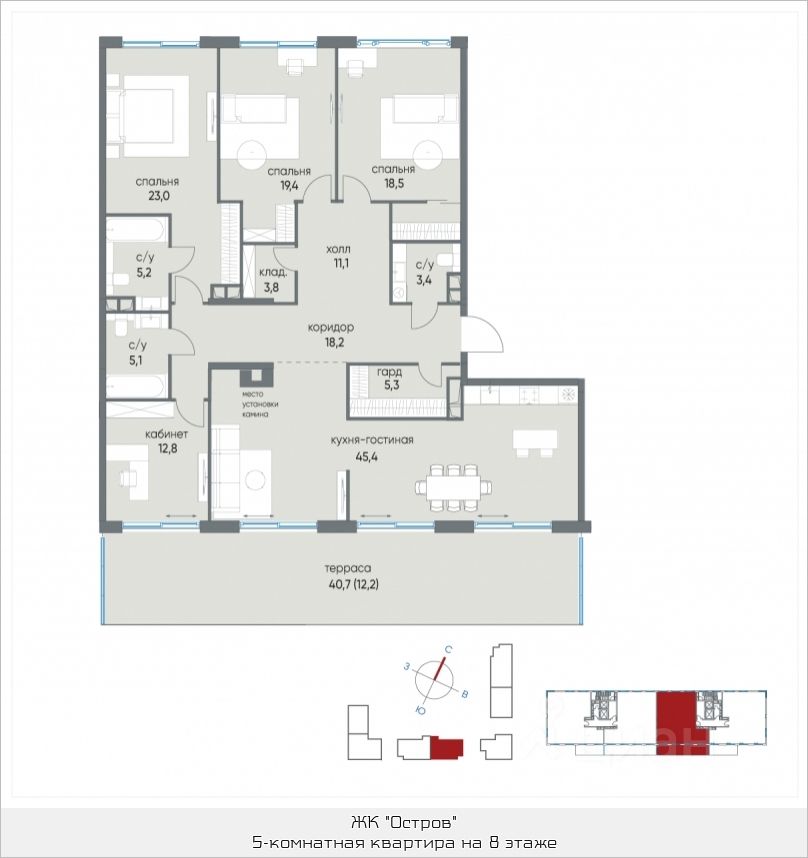 спальня
23,0
спальня
19,4
спальня
18,5
с/у
5,2
клад.
3,8
холл
11,1
с/у
3,4
с/у
5,1
коридор
18,2
гард
5,3
место
установки
камина
кабинет
12,8
кухня-гостиная
45,4
терраса
40,7 (12,2)
С
З
В
Ю
циан
ЖК "Остров"
5-комнатная квартира на 8 этаже